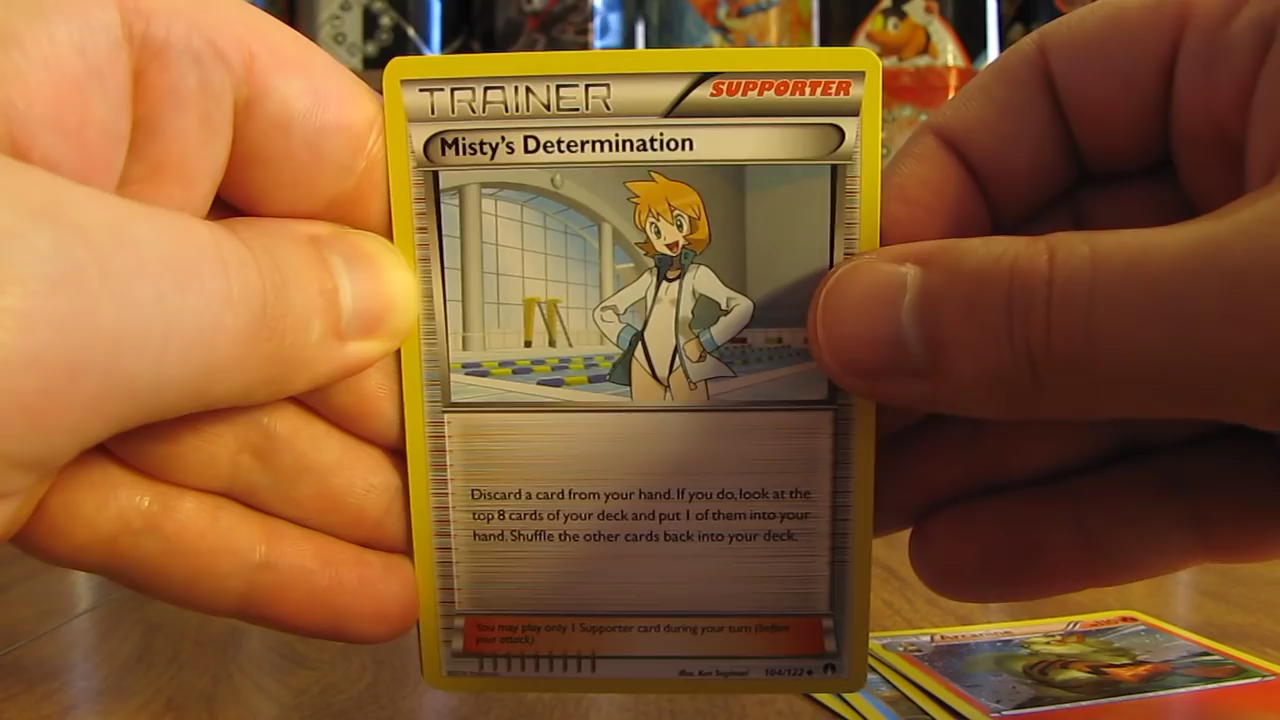 TRAINER
SUPPORTER
Misty's Determination
Discard a card from your hand. If you do, look at the
top 8 cards of your deck and put 1 of them into your
hand. Shuffle the other cards back into your deck.
You may play only 1 Supporter card during your turn (before
your attack).
Illus. Ken Sugimori
104/122
Arcanine